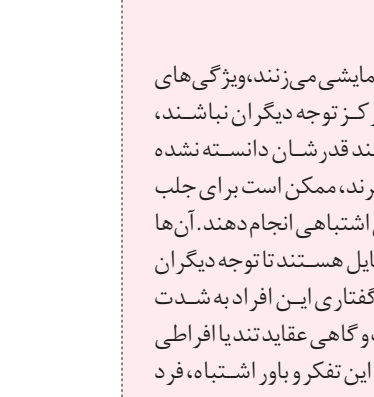 مایشی می‌زنند، ویژگی‌های
کز توجه دیگران نباشند،
ند قدرشان دانسته نشده
رند، ممکن است برای جلب
اشتباهی انجام دهند. آن‌ها
ایل هستند تا توجه دیگران
گفتاری این افراد به شدت
و گاهی عقاید تند یا افراطی
این تفکر و باور اشتباه، فرد